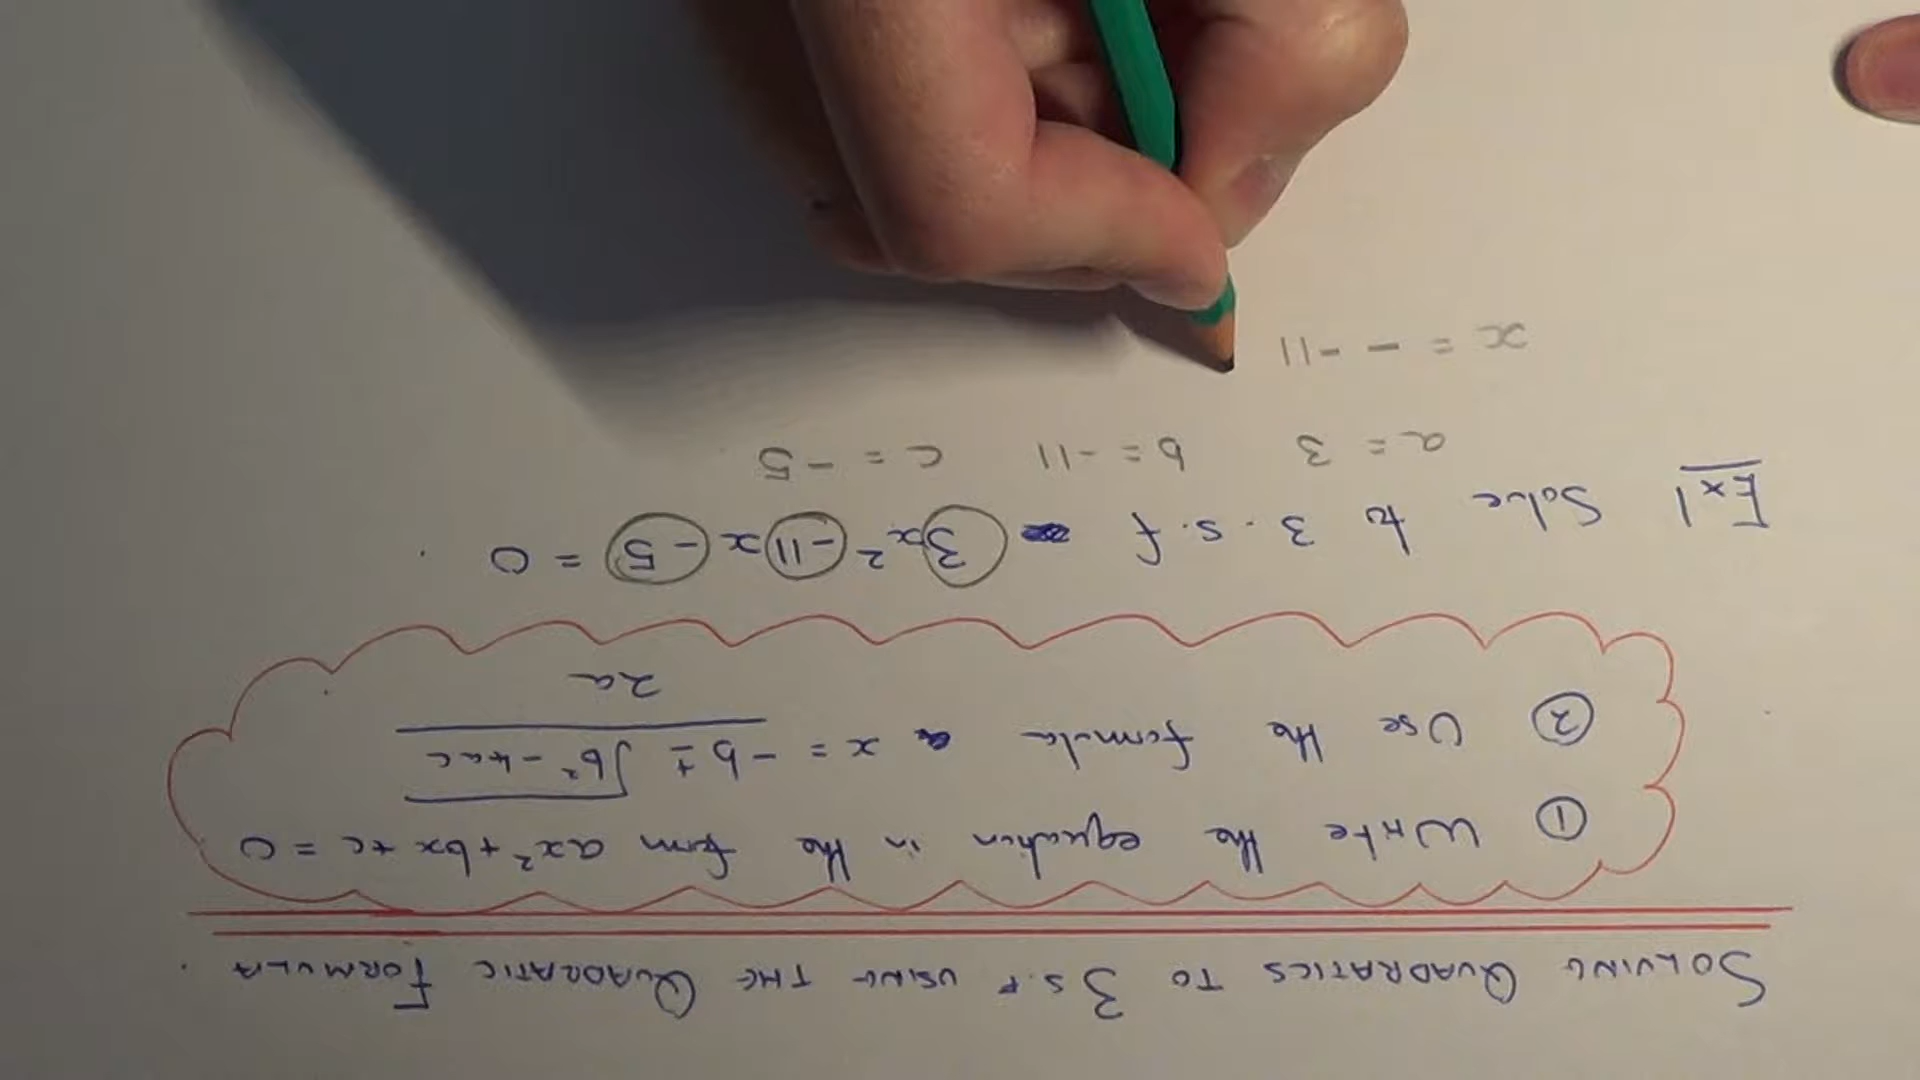 SOLVING QUADRATICS TO 3 S.F USING THE QUADRATIC FORMULA.
① Write the equation in the form ax² + bx + c = 0
② Use the formula x = -b ± √b² - 4ac / 2a
Ex1 Solve to 3.s.f 3x² -11x -5 = 0
a = 3 b = -11 c = -5
x = - -11